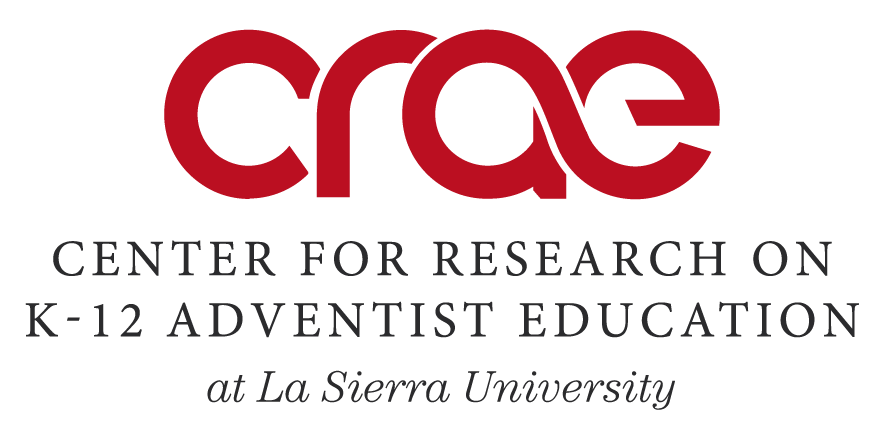 crae
CENTER FOR RESEARCH ON
K-12 ADVENTIST EDUCATION
at La Sierra University